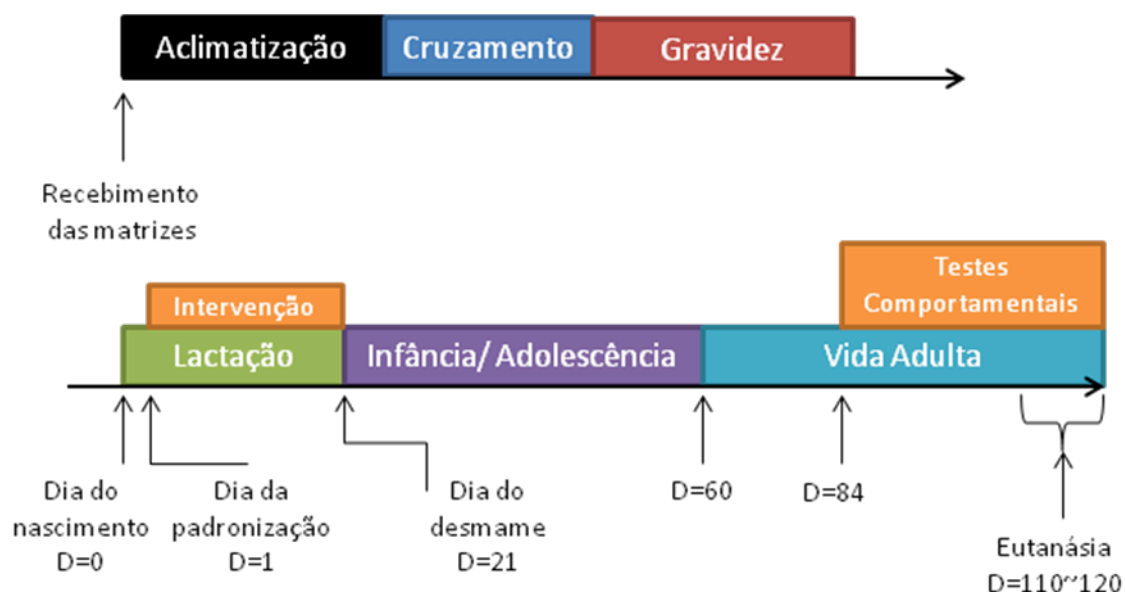 Aclimatização
Cruzamento
Gravidez
Recebimento
das matrizes
Testes
Comportamentais
Intervenção
Lactação
Infância/ Adolescência
Vida Adulta
Dia do
nascimento
D=0
Dia da
padronização
D=1
Dia do
desmame
D=21
D=60
D=84
Eutanásia
D=110~120